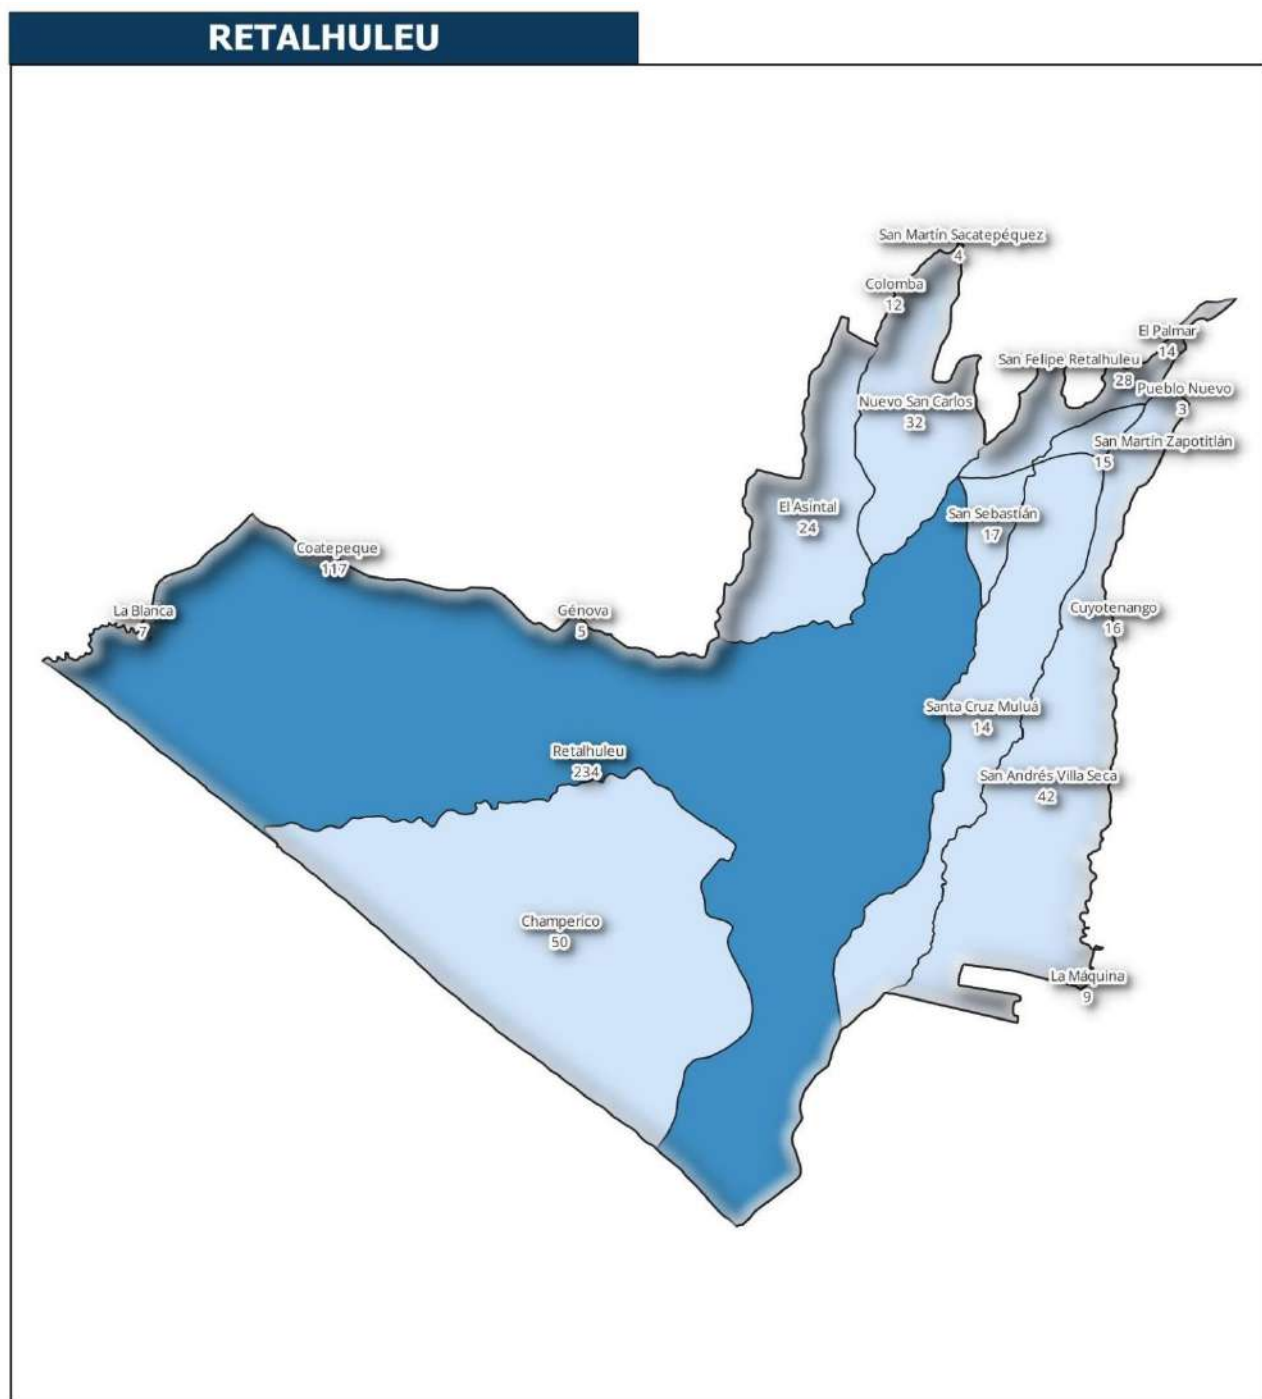 RETALHULEU
San Martín Sacatepéquez
4
Colomba
12
El Palmar
14
San Felipe Retalhuleu
28
Pueblo Nuevo
3
Nuevo San Carlos
32
San Martín Zapotitlán
15
El Asintal
24
San Sebastián
17
Coatepeque
117
La Blanca
7
Génova
5
Cuyotenango
16
Santa Cruz Muluá
14
Retalhuleu
234
San Andrés Villa Seca
42
Champerico
50
La Máquina
9